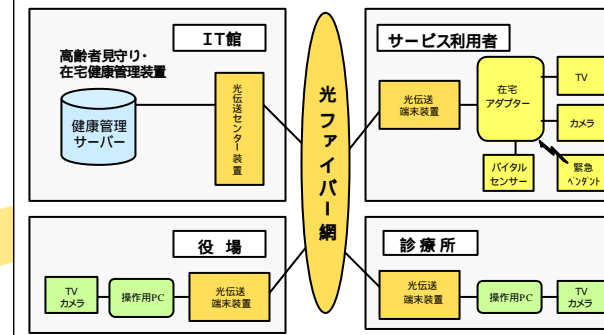 IT館
高齢者見守り・
在宅健康管理装置
健康管理
サーバー
光伝送センター装置
光ファイバー網
サービス利用者
光伝送
端末装置
在宅
アダプター
TV
カメラ
バイタル
センサー
緊急
ペンダント
役場
TV
カメラ
操作用PC
光伝送
端末装置
診療所
光伝送
端末装置
操作用PC
TV
カメラ